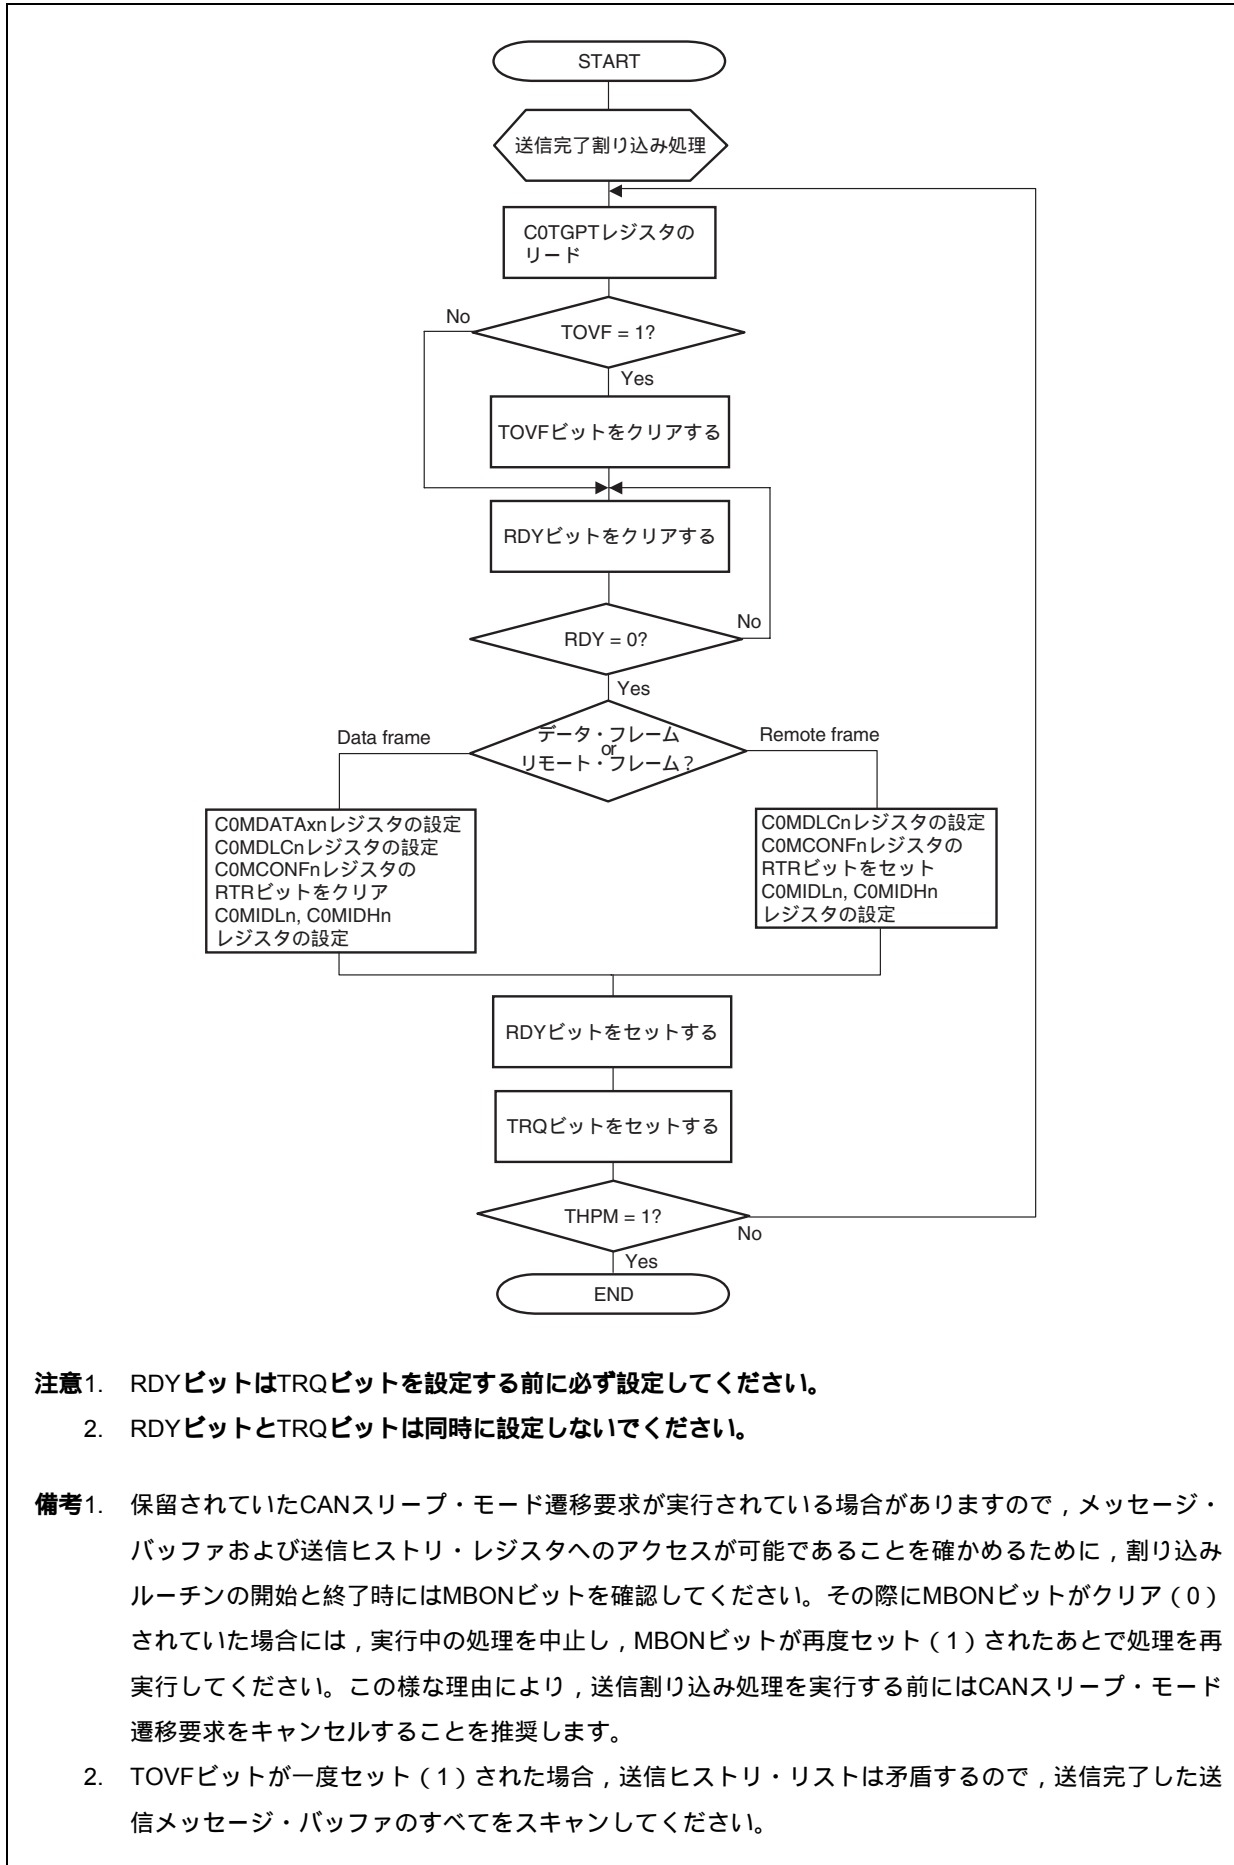 START
送信完了割り込み処理
C0TGPTレジスタの
リード
No
TOVF = 1?
Yes
TOVFビットをクリアする
RDYビットをクリアする
No
RDY = 0?
Yes
Data frame
データ・フレーム
or
リモート・フレーム？
Remote frame
C0MDATAxnレジスタの設定
C0MDLCnレジスタの設定
C0MCONFnレジスタの
RTRビットをクリア
C0MIDLn, C0MIDHn
レジスタの設定
C0MDLCnレジスタの設定
C0MCONFnレジスタの
RTRビットをセット
C0MIDLn, C0MIDHn
レジスタの設定
RDYビットをセットする
TRQビットをセットする
THPM = 1?
No
Yes
END
注意1. RDYビットはTRQビットを設定する前に必ず設定してください。
2. RDYビットとTRQビットは同時に設定しないでください。
備考1. 保留されていたCANスリープ・モード遷移要求が実行されている場合がありますので，メッセージ・
バッファおよび送信ヒストリ・レジスタへのアクセスが可能であることを確かめるために，割り込み
ルーチンの開始と終了時にはMBONビットを確認してください。その際にMBONビットがクリア（0）
されていた場合には，実行中の処理を中止し，MBONビットが再度セット（1）されたあとで処理を再
実行してください。この様な理由により，送信割り込み処理を実行する前にはCANスリープ・モード
遷移要求をキャンセルすることを推奨します。
2. TOVFビットが一度セット（1）された場合，送信ヒストリ・リストは矛盾するので，送信完了した送
信メッセージ・バッファのすべてをスキャンしてください。